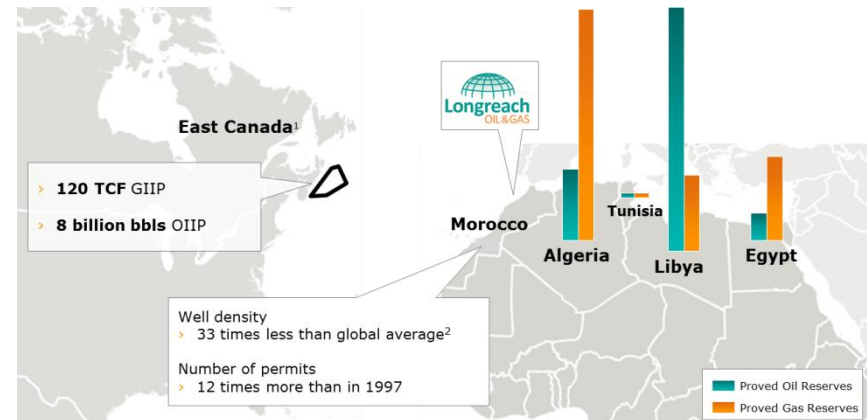 East Canada1
› 120 TCF GIIP
› 8 billion bbls OIIP
Longreach
OIL&GAS
Morocco
Algeria
Tunisia
Libya
Egypt
Well density
› 33 times less than global average2
Number of permits
› 12 times more than in 1997
Proved Oil Reserves
Proved Gas Reserves